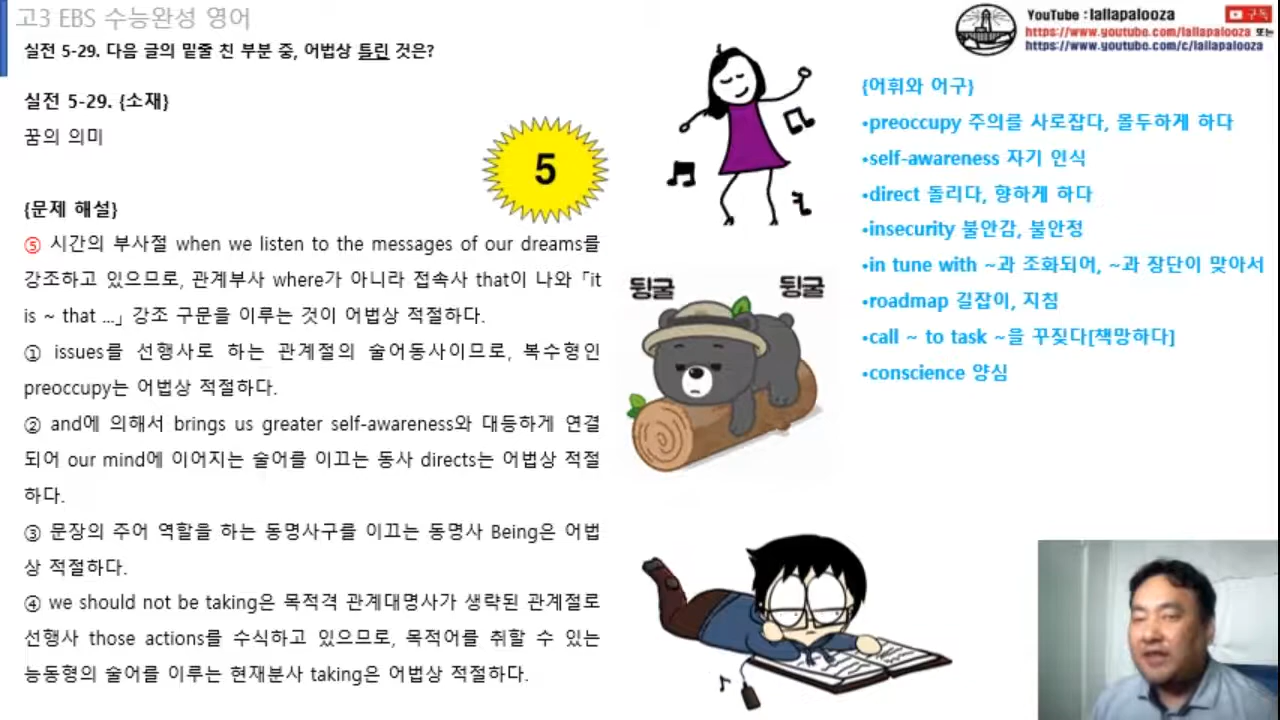 고3 EBS 수능완성 영어
실전 5-29. 다음 글의 밑줄 친 부분 중, 어법상 틀린 것은?
YouTube : lallapalooza
구독
https://www.youtube.com/lallapalooza 또는
https://www.youtube.com/c/lallapalooza
실전 5-29. {소재}
꿈의 의미
5
{문제 해설}
⑤ 시간의 부사절 when we listen to the messages of our dreams를
강조하고 있으므로, 관계부사 where가 아니라 접속사 that이 나와 「it
is ~ that ...」 강조 구문을 이루는 것이 어법상 적절하다.
① issues를 선행사로 하는 관계절의 술어동사이므로, 복수형인
preoccupy는 어법상 적절하다.
② and에 의해서 brings us greater self-awareness와 대등하게 연결
되어 our mind에 이어지는 술어를 이끄는 동사 directs는 어법상 적절
하다.
③ 문장의 주어 역할을 하는 동명사구를 이끄는 동명사 Being은 어법
상 적절하다.
④ we should not be taking은 목적격 관계대명사가 생략된 관계절로
선행사 those actions를 수식하고 있으므로, 목적어를 취할 수 있는
능동형의 술어를 이루는 현재분사 taking은 어법상 적절하다.
뒹굴
뒹굴
{어휘와 어구}
•preoccupy 주의를 사로잡다, 몰두하게 하다
•self-awareness 자기 인식
•direct 돌리다, 향하게 하다
•insecurity 불안감, 불안정
•in tune with ~과 조화되어, ~과 장단이 맞아서
•roadmap 길잡이, 지침
•call ~ to task ~을 꾸짖다[책망하다]
•conscience 양심